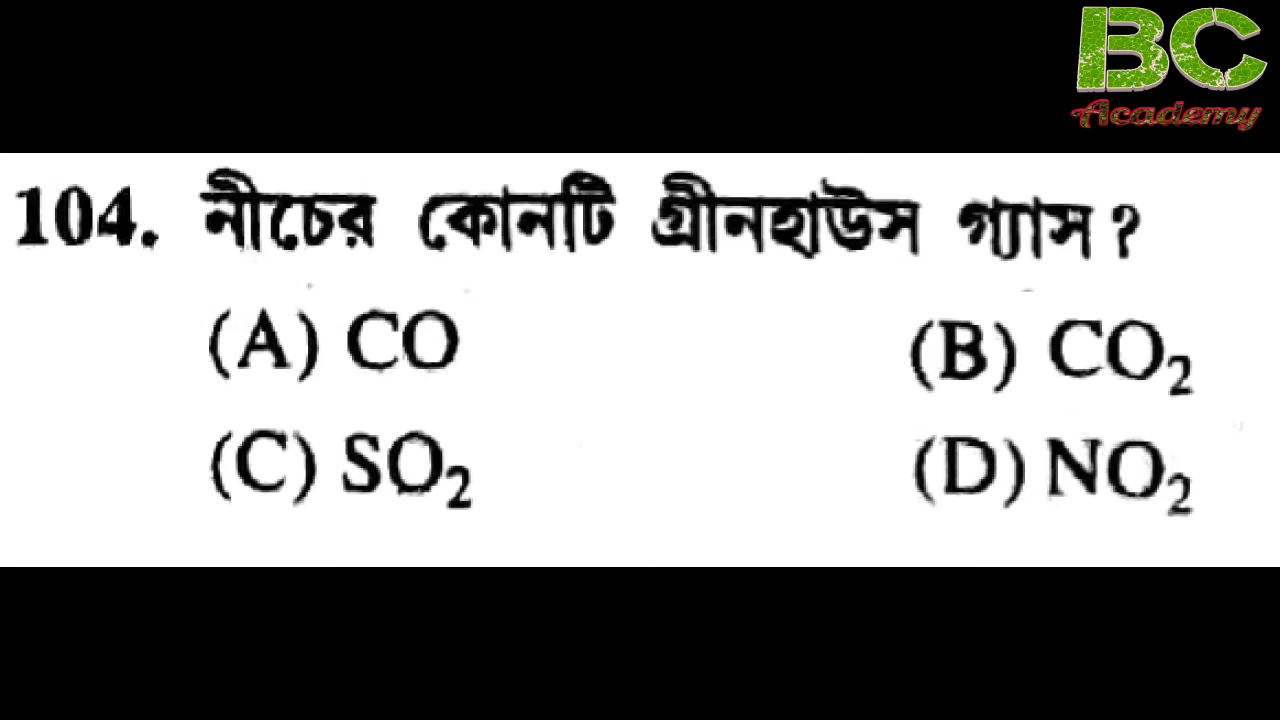 BC
Academy
104. নীচের কোনটি গ্রীনহাউস গ্যাস ?
(A) CO (B) CO₂
(C) SO₂ (D) NO₂